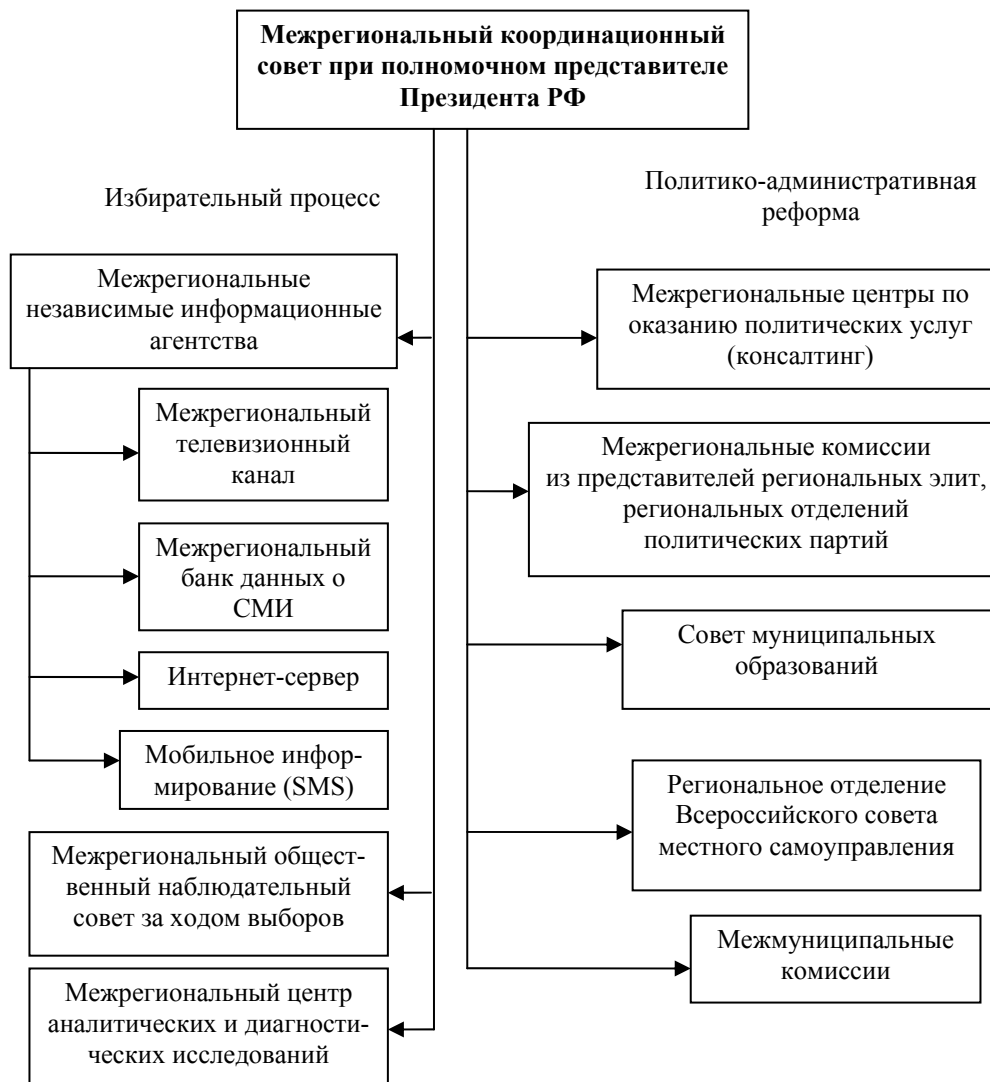 Межрегиональный координационный
совет при полномочном представителе
Президента РФ
Избирательный процесс
Политико-административная
реформа
Межрегиональные
независимые информационные
агентства
Межрегиональный
телевизионный
канал
Межрегиональный
банк данных о
СМИ
Интернет-сервер
Мобильное инфор-
мирование (SMS)
Межрегиональный общест-
венный наблюдательный
совет за ходом выборов
Межрегиональный центр
аналитических и диагности-
ческих исследований
Межрегиональные центры по
оказанию политических услуг
(консалтинг)
Межрегиональные комиссии
из представителей региональных элит,
региональных отделений
политических партий
Совет муниципальных
образований
Региональное отделение
Всероссийского совета
местного самоуправления
Межмуниципальные
комиссии